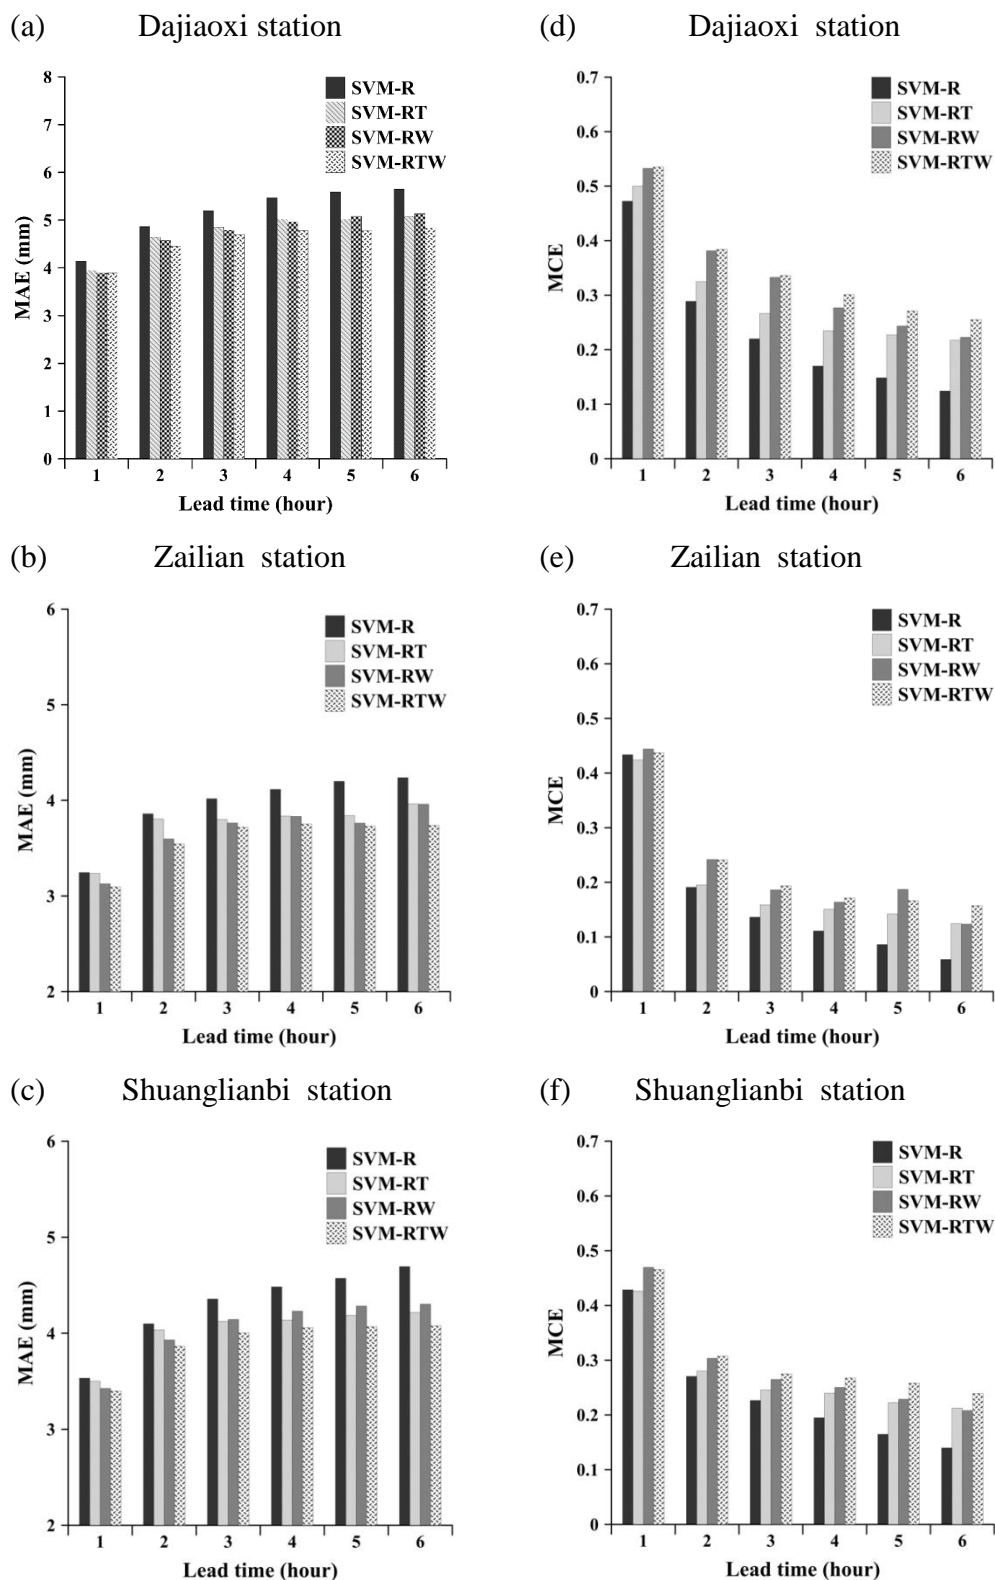 (a) Dajiaoxi station
8
7
6
5
4
3
2
1
0
MAE (mm)
SVM-R
SVM-RT
SVM-RW
SVM-RTW
1 2 3 4 5 6
Lead time (hour)
(d) Dajiaoxi station
0.7
0.6
0.5
0.4
0.3
0.2
0.1
0
MCE
SVM-R
SVM-RT
SVM-RW
SVM-RTW
1 2 3 4 5 6
Lead time (hour)
(b) Zailian station
6
5
4
3
2
MAE (mm)
SVM-R
SVM-RT
SVM-RW
SVM-RTW
1 2 3 4 5 6
Lead time (hour)
(e) Zailian station
0.7
0.6
0.5
0.4
0.3
0.2
0.1
0
MCE
SVM-R
SVM-RT
SVM-RW
SVM-RTW
1 2 3 4 5 6
Lead time (hour)
(c) Shuanglianbi station
6
5
4
3
2
MAE (mm)
SVM-R
SVM-RT
SVM-RW
SVM-RTW
1 2 3 4 5 6
Lead time (hour)
(f) Shuanglianbi station
0.7
0.6
0.5
0.4
0.3
0.2
0.1
0
MCE
SVM-R
SVM-RT
SVM-RW
SVM-RTW
1 2 3 4 5 6
Lead time (hour)